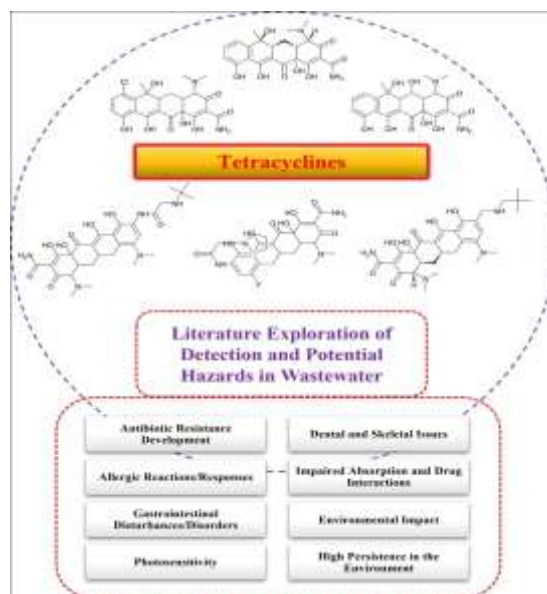 Tetracyclines
Literature Exploration of
Detection and Potential
Hazards in Wastewater
Antibiotic Resistance
Development
Dental and Skeletal Issues
Allergic Reactions/Responses
Impaired Absorption and Drug
Interactions
Gastrointestinal
Disturbances/Disorders
Environmental Impact
Photosensitivity
High Persistence in the
Environment